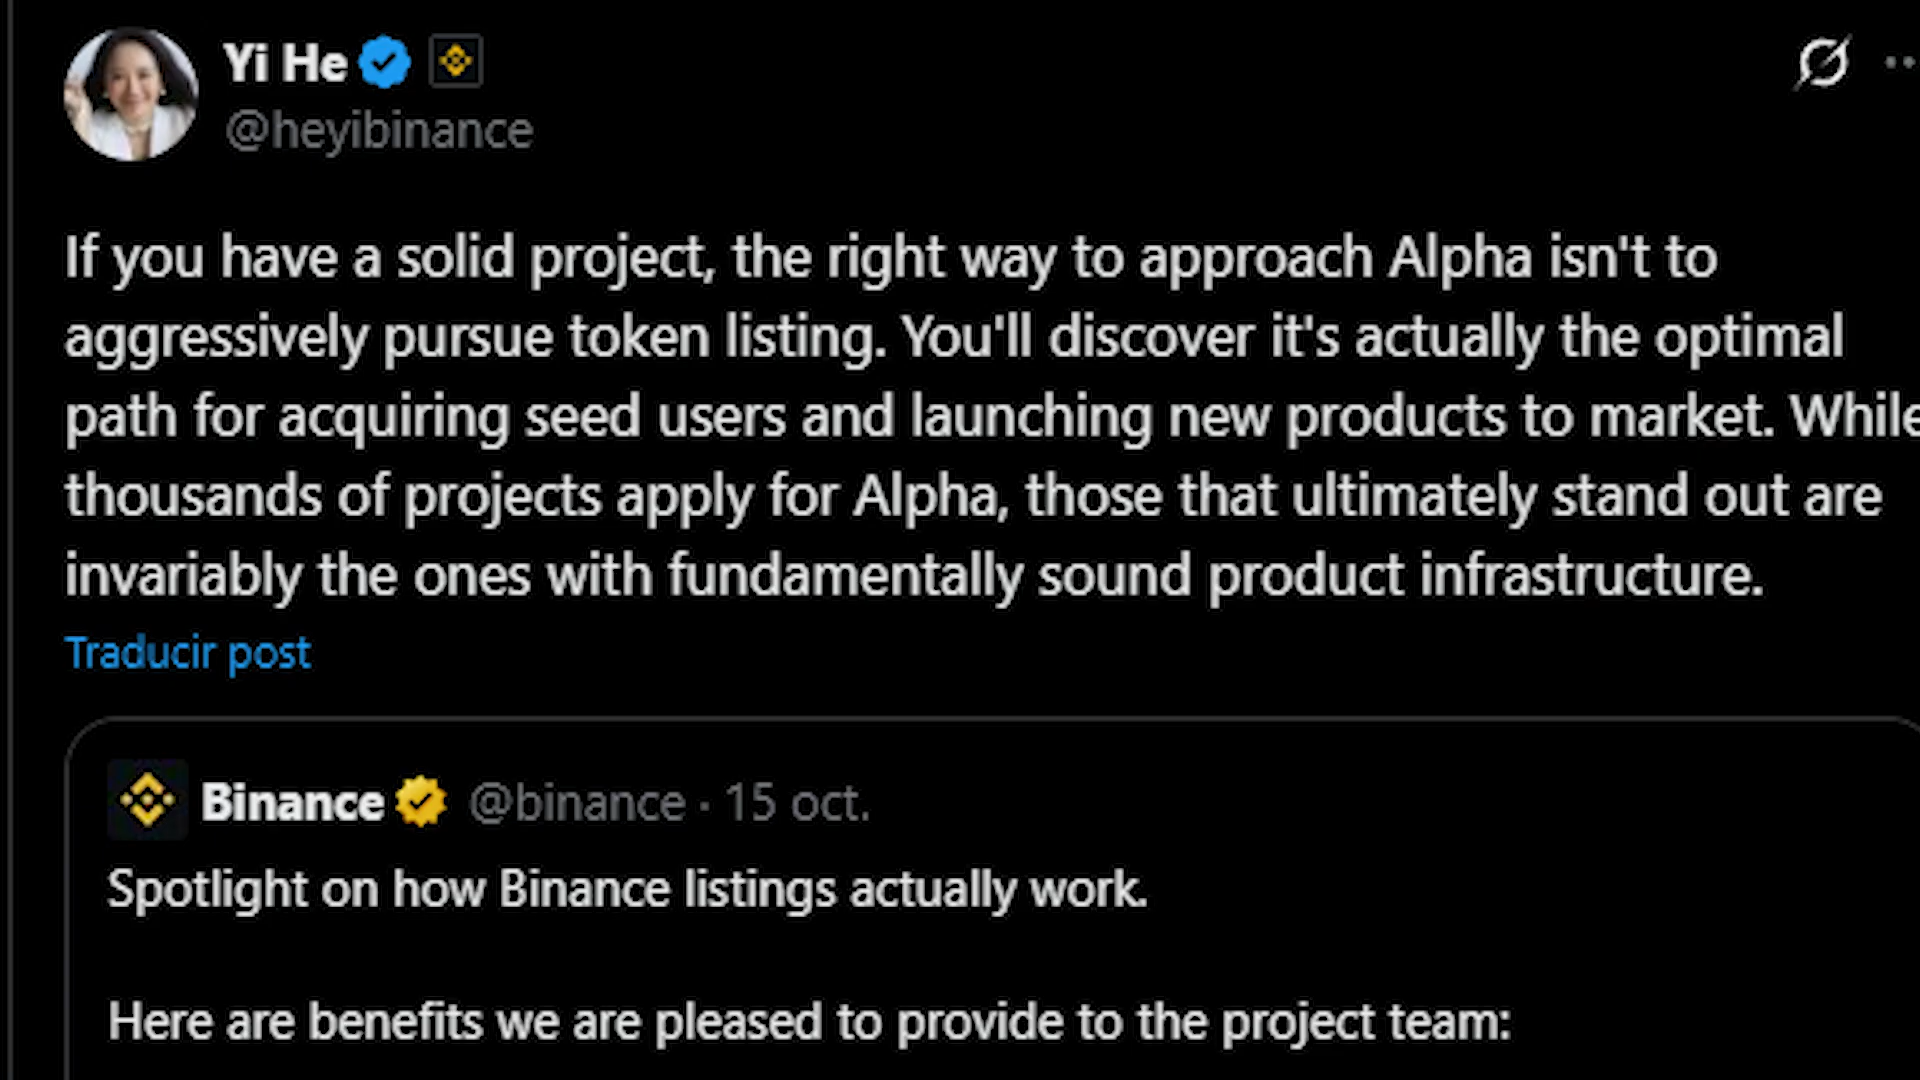 Yi He
@heyibinance
If you have a solid project, the right way to approach Alpha isn't to
aggressively pursue token listing. You'll discover it's actually the optimal
path for acquiring seed users and launching new products to market. While
thousands of projects apply for Alpha, those that ultimately stand out are
invariably the ones with fundamentally sound product infrastructure.
Traducir post
Binance @binance · 15 oct.
Spotlight on how Binance listings actually work.
Here are benefits we are pleased to provide to the project team: